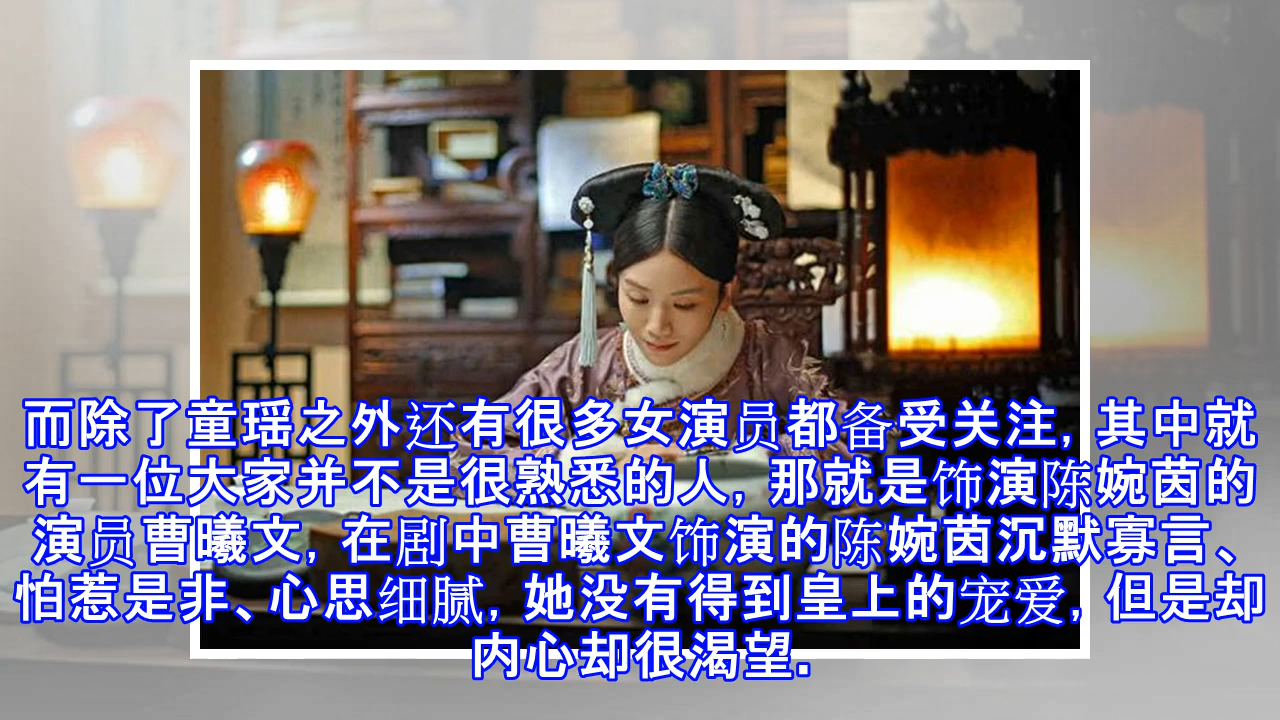 而除了童瑶之外还有很多女演员都备受关注, 其中就
有一位大家并不是很熟悉的人, 那就是饰演陈婉茵的
演员曹曦文, 在剧中曹曦文饰演的陈婉茵沉默寡言、
怕惹是非、心思细腻, 她没有得到皇上的宠爱, 但是却
内心却很渴望.